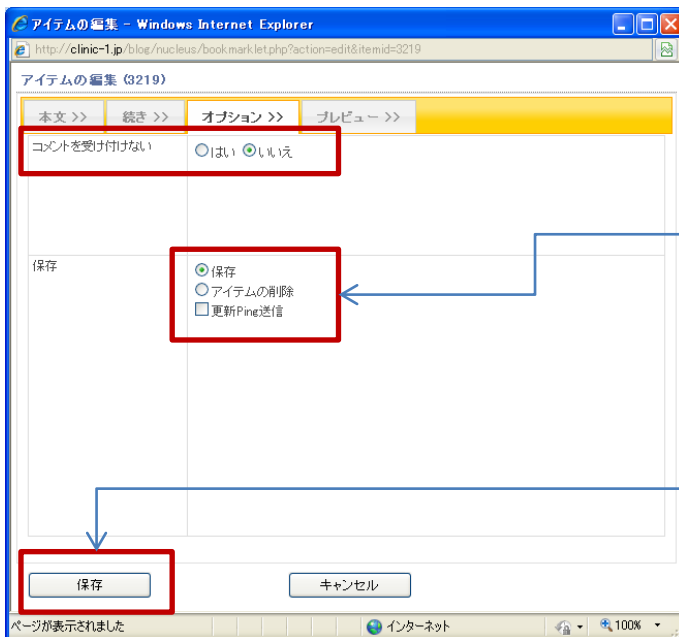 アイテムの編集 - Windows Internet Explorer
http://clinic-1.jp/blog/nucleus/bookmarklet.php?action=edit&itemid=3219
アイテムの編集 (3219)
本文 >> 続き >> オプション >> プレビュー >>
コメントを受け付けない はい いいえ
保存 保存
アイテムの削除
更新Ping送信
保存 キャンセル
ページが表示されました インターネット 100%